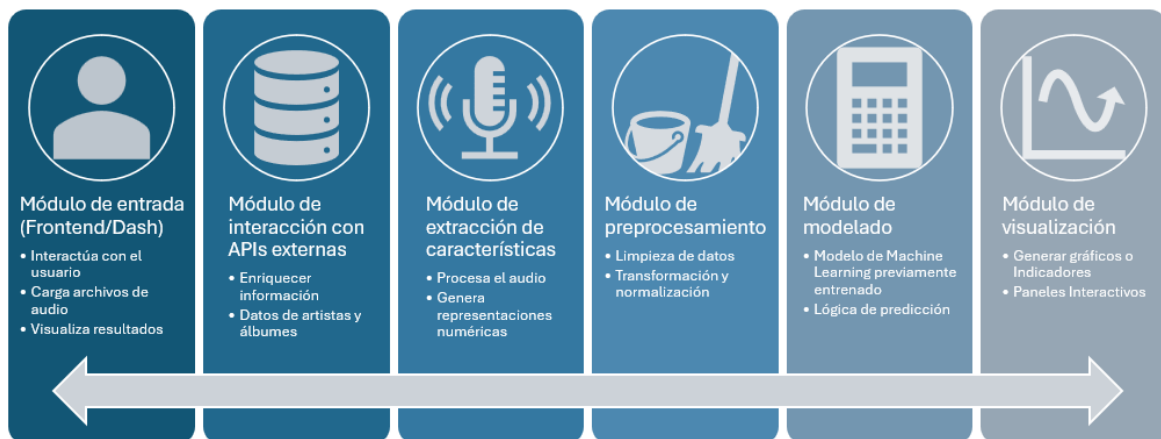 Módulo de entrada
(Frontend/Dash)
• Interactúa con el
usuario
• Carga archivos de
audio
• Visualiza resultados
Módulo de
interacción con
APIs externas
• Enriquecer
información
• Datos de artistas y
álbumes
Módulo de
extracción de
características
• Procesa el audio
• Genera
representaciones
numéricas
Módulo de
preprocesamiento
• Limpieza de datos
• Transformación y
normalización
Módulo de
modelado
• Modelo de Machine
Learning previamente
entrenado
• Lógica de predicción
Módulo de
visualización
• Generar gráficos o
Indicadores
• Paneles Interactivos